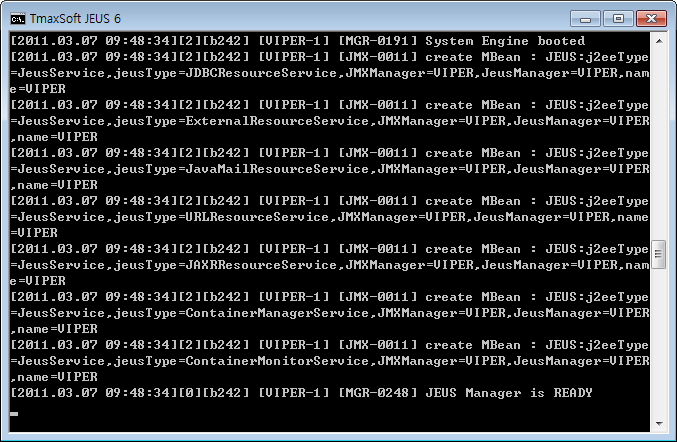 TmaxSoft JEUS 6
[2011.03.07 09:48:34][2][b242] [VIPER-1] [MGR-0191] System Engine booted
[2011.03.07 09:48:34][2][b242] [VIPER-1] [JMX-0011] create MBean : JEUS:j2eeType
=JeusService,jeusType=JDBCResourceService,JMXManager=VIPER,JeusManager=VIPER,nam
e=VIPER
[2011.03.07 09:48:34][2][b242] [VIPER-1] [JMX-0011] create MBean : JEUS:j2eeType
=JeusService,jeusType=ExternalResourceService,JMXManager=VIPER,JeusManager=VIPER
,name=VIPER
[2011.03.07 09:48:34][2][b242] [VIPER-1] [JMX-0011] create MBean : JEUS:j2eeType
=JeusService,jeusType=JavaMailResourceService,JMXManager=VIPER,JeusManager=VIPER
,name=VIPER
[2011.03.07 09:48:34][2][b242] [VIPER-1] [JMX-0011] create MBean : JEUS:j2eeType
=JeusService,jeusType=URLResourceService,JMXManager=VIPER,JeusManager=VIPER,name
=VIPER
[2011.03.07 09:48:34][2][b242] [VIPER-1] [JMX-0011] create MBean : JEUS:j2eeType
=JeusService,jeusType=JAXRResourceService,JMXManager=VIPER,JeusManager=VIPER,nam
e=VIPER
[2011.03.07 09:48:34][2][b242] [VIPER-1] [JMX-0011] create MBean : JEUS:j2eeType
=JeusService,jeusType=ContainerManagerService,JMXManager=VIPER,JeusManager=VIPER
,name=VIPER
[2011.03.07 09:48:34][2][b242] [VIPER-1] [JMX-0011] create MBean : JEUS:j2eeType
=JeusService,jeusType=ContainerMonitorService,JMXManager=VIPER,JeusManager=VIPER
,name=VIPER
[2011.03.07 09:48:34][0][b242] [VIPER-1] [MGR-0248] JEUS Manager is READY